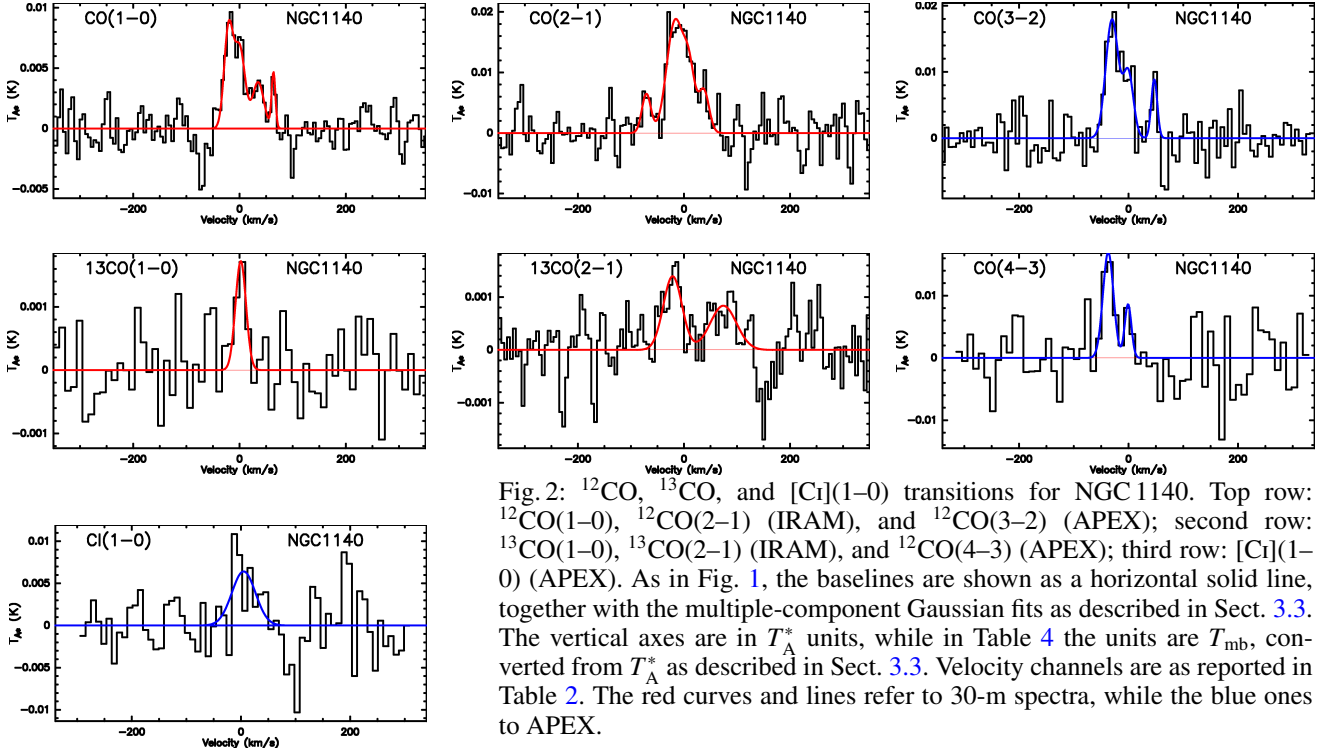 CO(1−0) NGC1140
0.01
0.005
0
−0.005
T_A* (K)
−200 0 200
Velocity (km/s)
CO(2−1) NGC1140
0.02
0.01
0
−0.01
T_A* (K)
−200 0 200
Velocity (km/s)
CO(3−2) NGC1140
0.01
0
T_A* (K)
−200 0 200
Velocity (km/s)
13CO(1−0) NGC1140
0.001
0
−0.001
T_A* (K)
−200 0 200
Velocity (km/s)
13CO(2−1) NGC1140
0.001
0
−0.001
T_A* (K)
−200 0 200
Velocity (km/s)
CO(4−3) NGC1140
0.01
0
−0.01
T_A* (K)
−200 0 200
Velocity (km/s)
CI(1−0) NGC1140
0.01
0.005
0
−0.005
−0.01
T_A* (K)
−200 0 200
Velocity (km/s)
Fig. 2: ¹²CO, ¹³CO, and [CI](1–0) transitions for NGC 1140. Top row:
¹²CO(1–0), ¹²CO(2–1) (IRAM), and ¹²CO(3–2) (APEX); second row:
¹³CO(1–0), ¹³CO(2–1) (IRAM), and ¹²CO(4–3) (APEX); third row: [CI](1–
0) (APEX). As in Fig. 1, the baselines are shown as a horizontal solid line,
together with the multiple-component Gaussian fits as described in Sect. 3.3.
The vertical axes are in T_A^* units, while in Table 4 the units are T_mb, con-
verted from T_A^* as described in Sect. 3.3. Velocity channels are as reported in
Table 2. The red curves and lines refer to 30-m spectra, while the blue ones
to APEX.